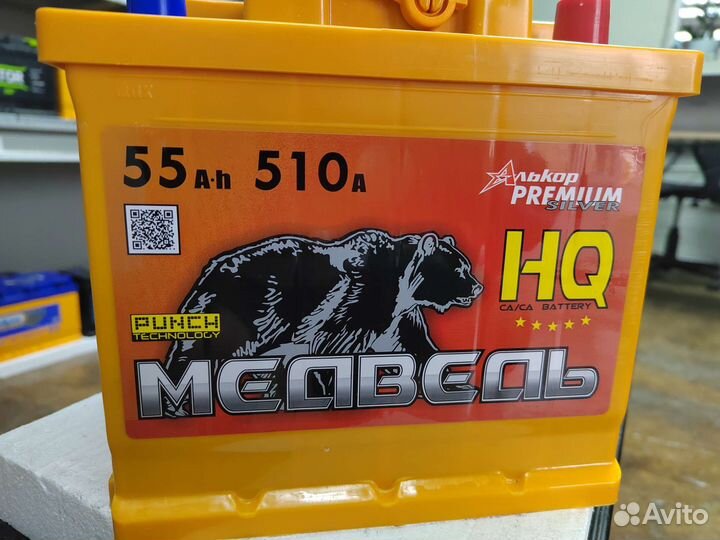 55 A·h 510 A
Алькор
PREMIUM
SILVER
HQ
CA/CA BATTERY
PUNCH
TECHNOLOGY
МЕДВЕДЬ
Avito